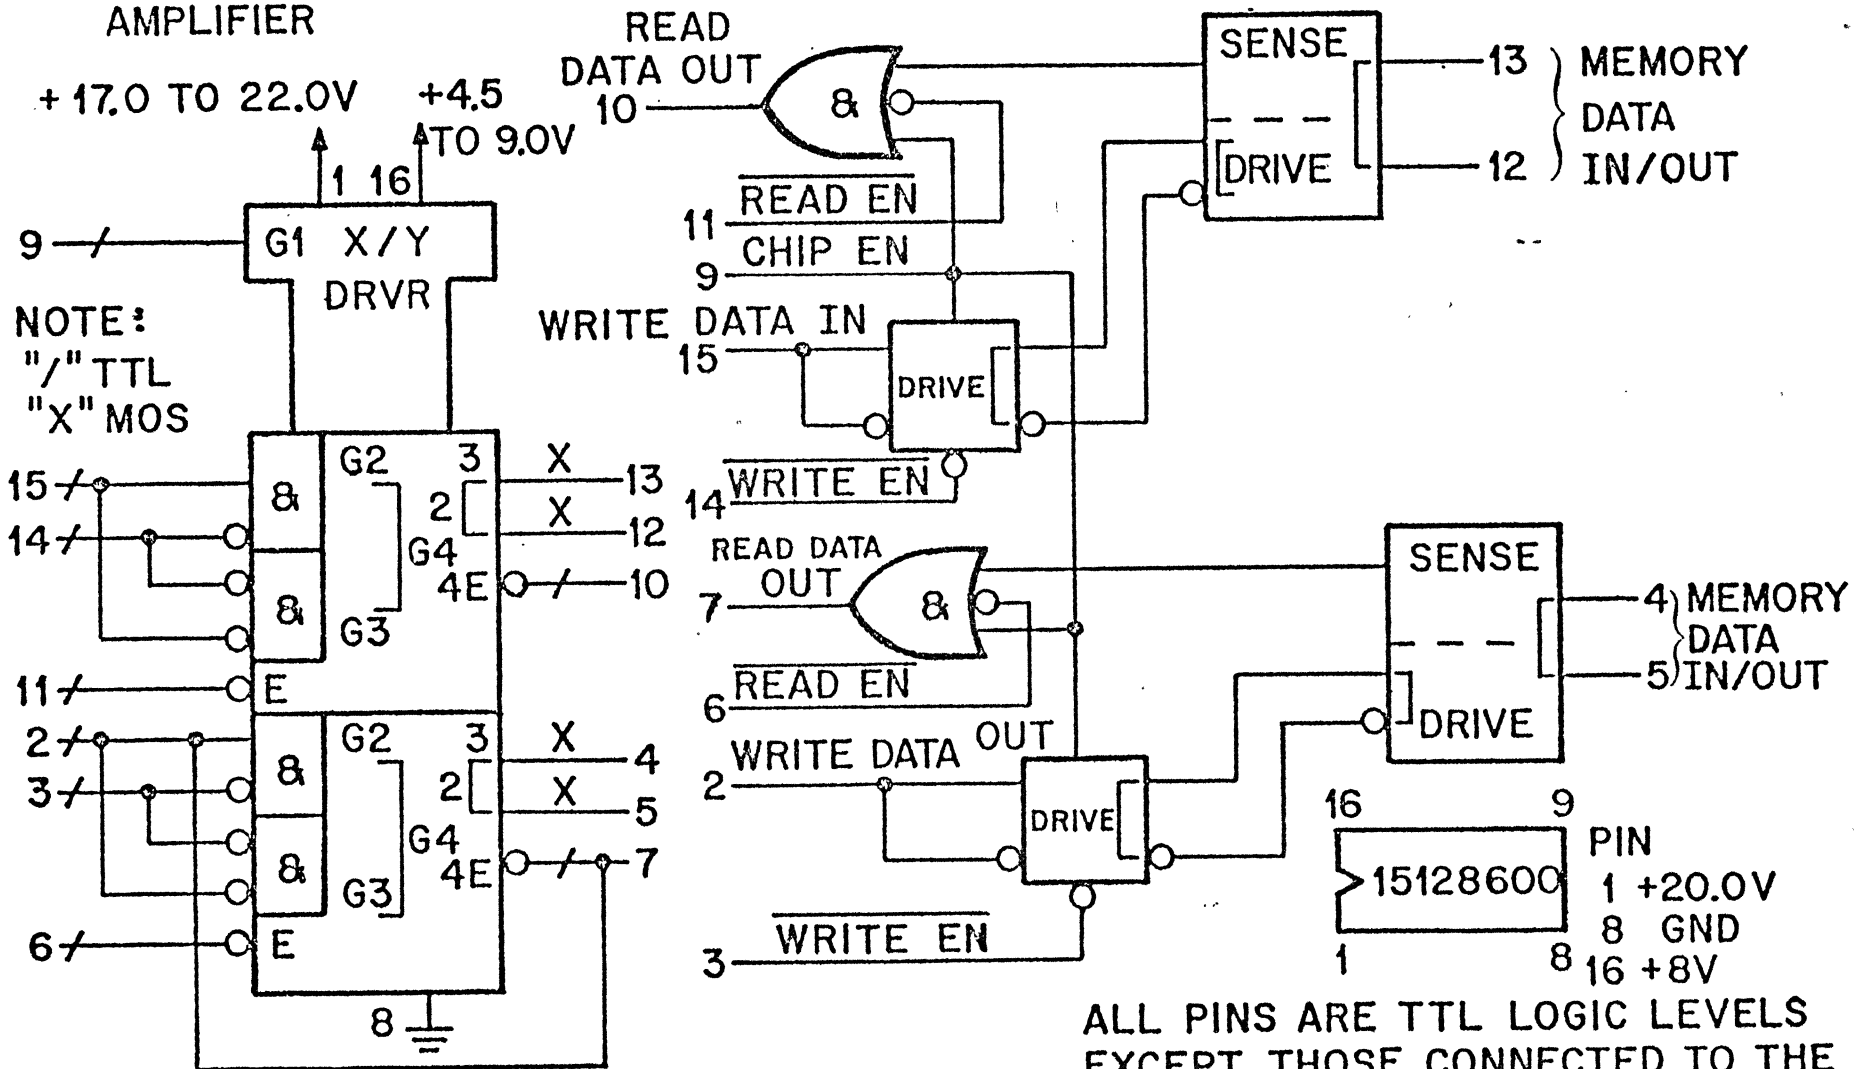 AMPLIFIER
+ 17.0 TO 22.0V
+4.5
TO 9.0V
1 16
9
G1 X/Y
DRVR
NOTE:
"/" TTL
"X" MOS
15
14
11
2
3
6
&
&
E
&
&
E
G2 3
2
G4
4E
G3
G2 3
2
G4
4E
G3
X
13
X
12
10
X
4
X
5
7
8
READ
DATA OUT
10
&
READ EN
11
CHIP EN
9
WRITE DATA IN
15
DRIVE
WRITE EN
14
SENSE
DRIVE
13
12
MEMORY
DATA
IN/OUT
READ DATA
OUT
7
&
READ EN
6
WRITE DATA OUT
2
DRIVE
WRITE EN
3
SENSE
DRIVE
4
5
MEMORY
DATA
IN/OUT
16 9
15128600
1 8
PIN
1 +20.0V
8 GND
16 +8V
ALL PINS ARE TTL LOGIC LEVELS
EXCEPT THOSE CONNECTED TO THE